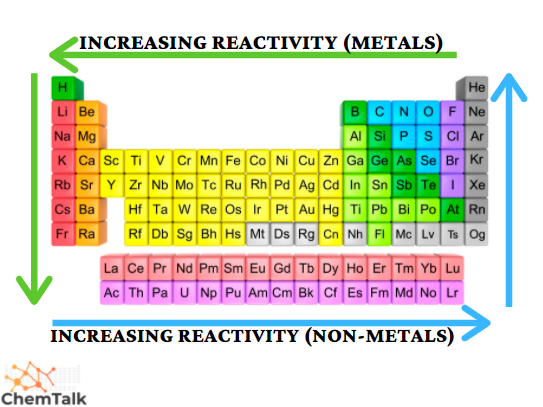 INCREASING REACTIVITY (METALS)
H He
Li Be B C N O F Ne
Na Mg Al Si P S Cl Ar
K Ca Sc Ti V Cr Mn Fe Co Ni Cu Zn Ga Ge As Se Br Kr
Rb Sr Y Zr Nb Mo Tc Ru Rh Pd Ag Cd In Sn Sb Te I Xe
Cs Ba Hf Ta W Re Os Ir Pt Au Hg Ti Pb Bi Po At Rn
Fr Ra Rf Db Sg Bh Hs Mt Ds Rg Cn Nh Fl Mc Lv Ts Og
La Ce Pr Nd Pm Sm Eu Gd Tb Dy Ho Er Tm Yb Lu
Ac Th Pa U Np Pu Am Cm Bk Cf Es Fm Md No Lr
INCREASING REACTIVITY (NON-METALS)
ChemTalk